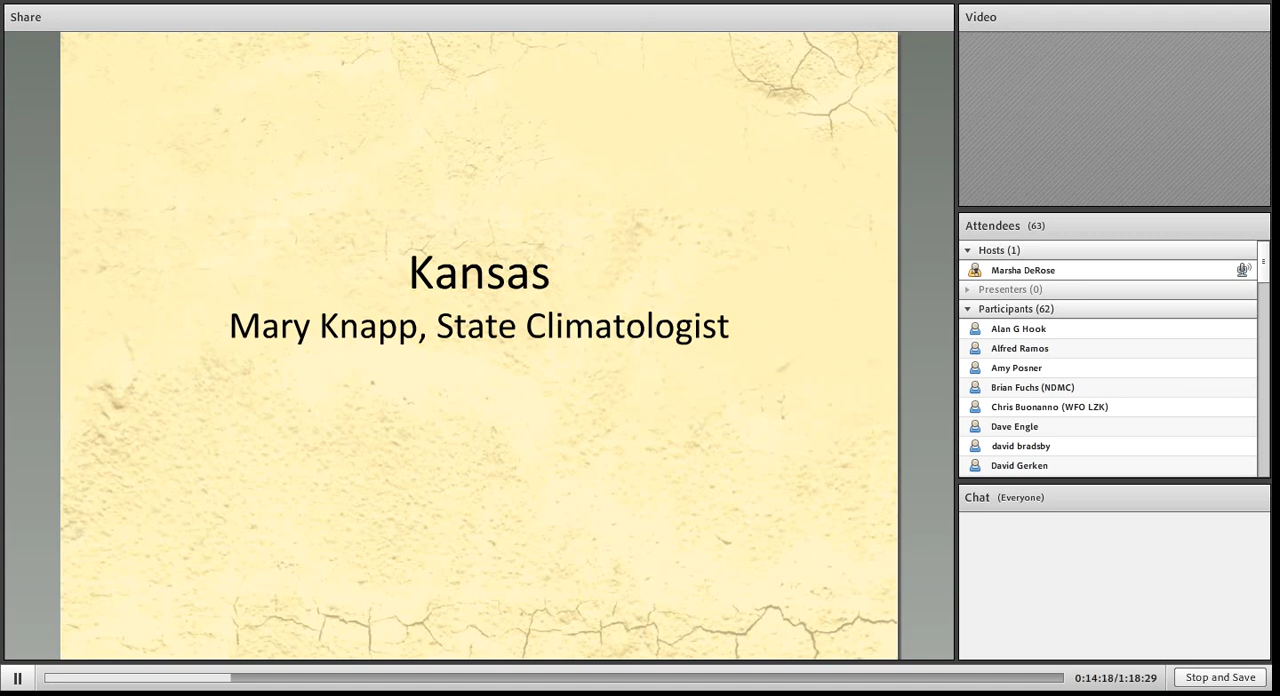 Share
Kansas
Mary Knapp, State Climatologist
Video
Attendees (63)
Hosts (1)
Marsha DeRose
Presenters (0)
Participants (62)
Alan G Hook
Alfred Ramos
Amy Posner
Brian Fuchs (NDMC)
Chris Buonanno (WFO LZK)
Dave Engle
david bradsby
David Gerken
Chat (Everyone)
0:14:18/1:18:29
Stop and Save